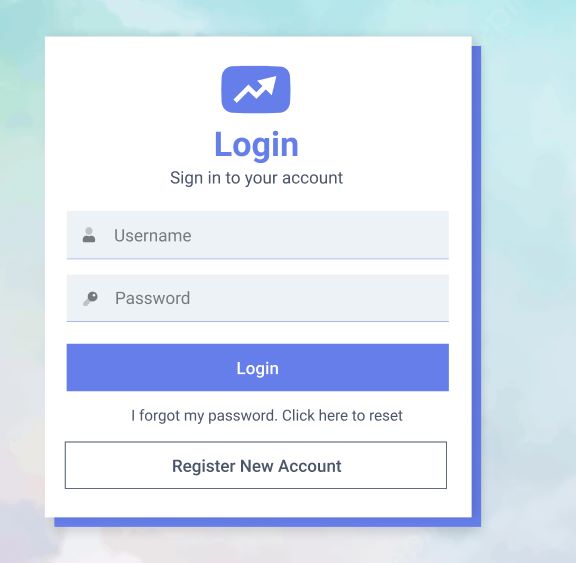 Login
Sign in to your account
Username
Password
Login
I forgot my password. Click here to reset
Register New Account